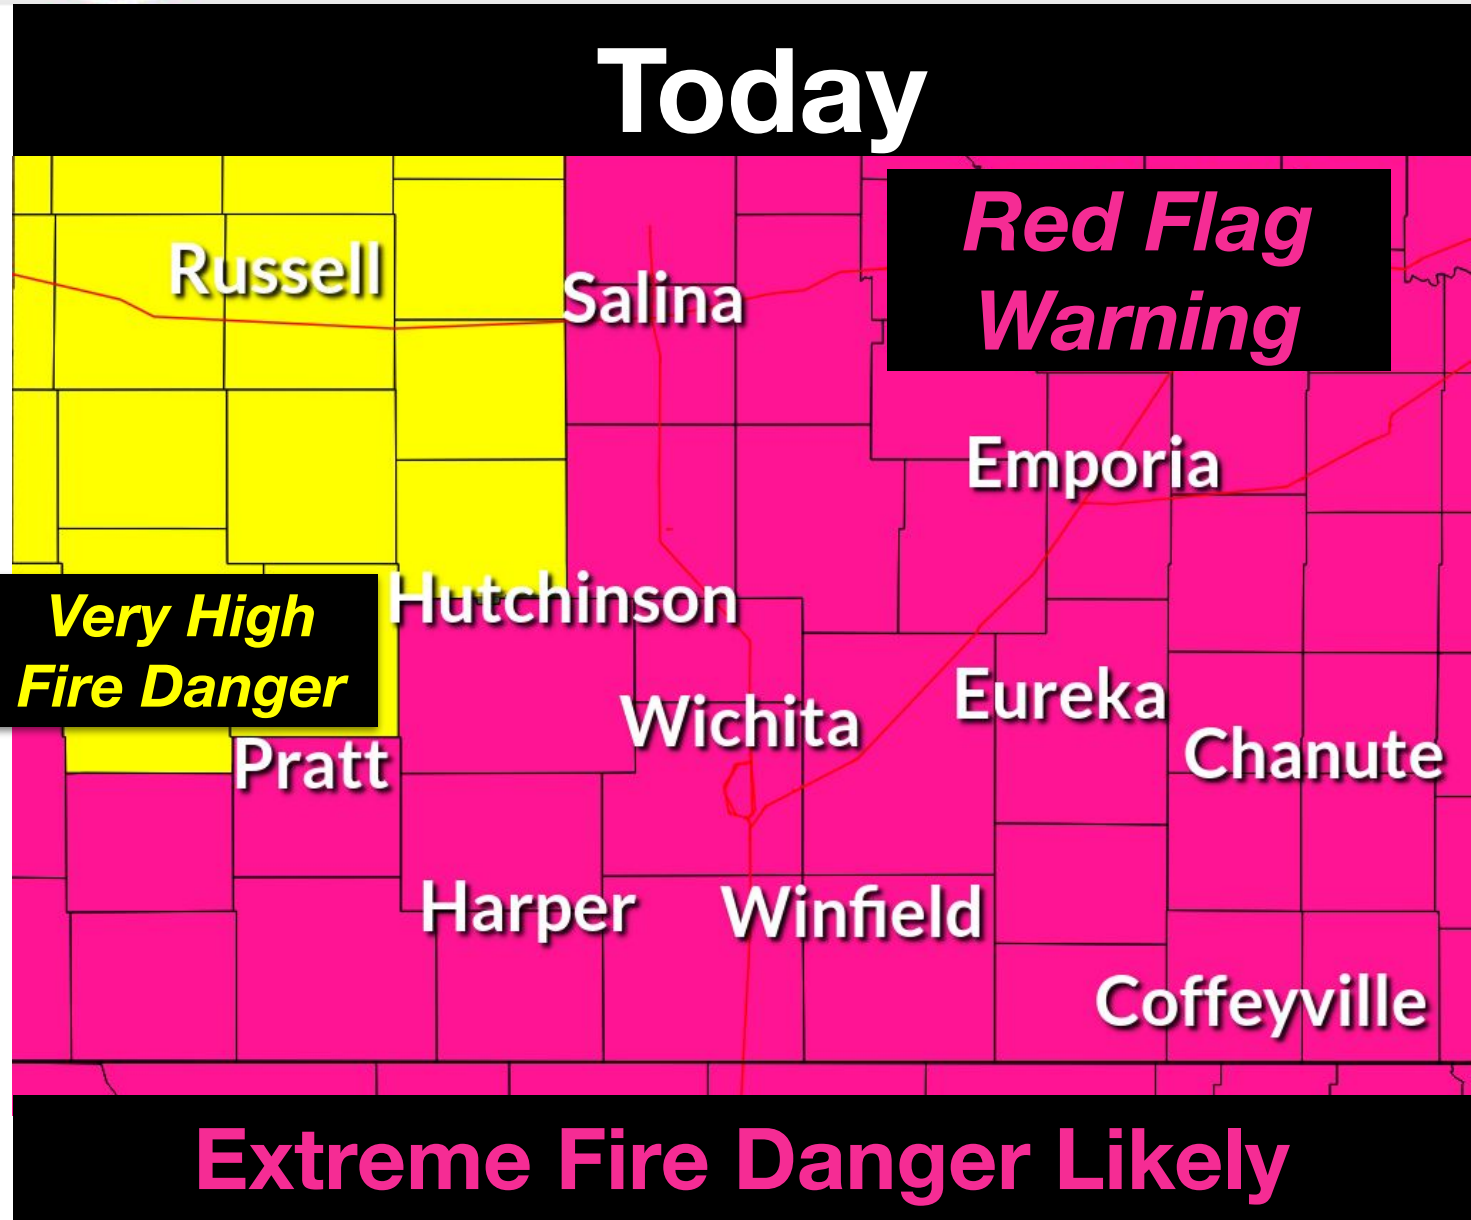 Today
Red Flag
Warning
Russell
Salina
Emporia
Very High
Fire Danger
Hutchinson
Wichita
Eureka
Pratt
Chanute
Harper
Winfield
Coffeyville
Extreme Fire Danger Likely